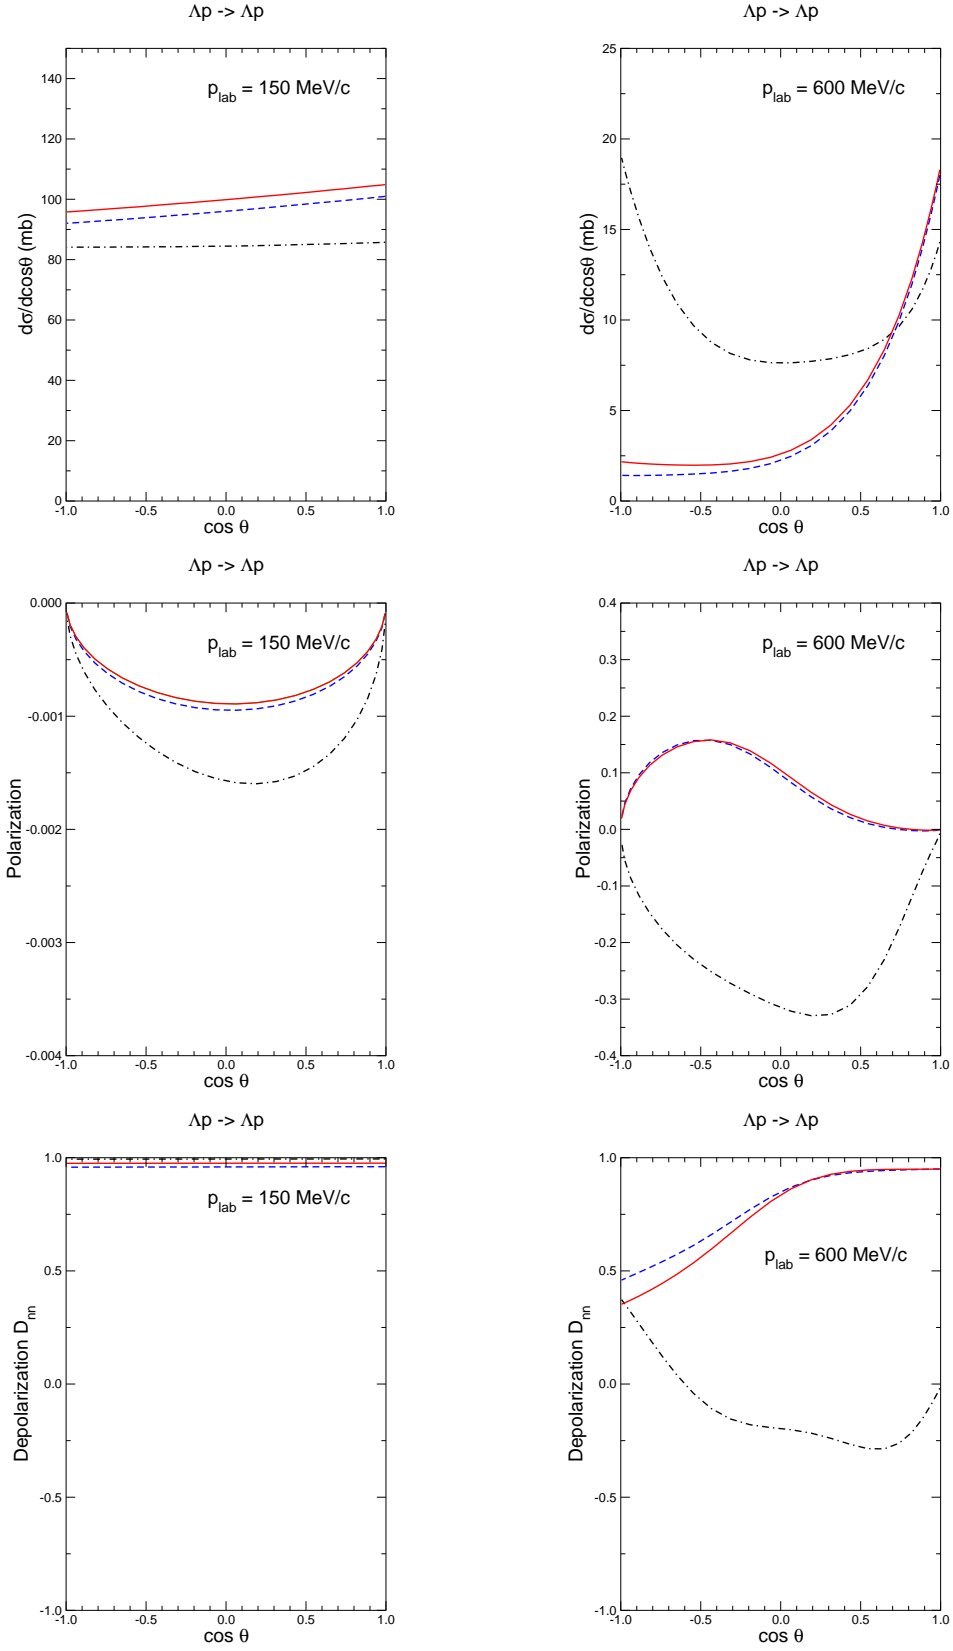 Λp -> Λp
p_lab = 150 MeV/c
dσ/dcosθ (mb)
140
120
100
80
60
40
20
0
-1.0 -0.5 0.0 0.5 1.0
cos θ
Λp -> Λp
p_lab = 600 MeV/c
dσ/dcosθ (mb)
25
20
15
10
5
0
-1.0 -0.5 0.0 0.5 1.0
cos θ
Λp -> Λp
p_lab = 150 MeV/c
Polarization
0.000
-0.001
-0.002
-0.003
-0.004
-1.0 -0.5 0.0 0.5 1.0
cos θ
Λp -> Λp
p_lab = 600 MeV/c
Polarization
0.4
0.3
0.2
0.1
0.0
-0.1
-0.2
-0.3
-0.4
-1.0 -0.5 0.0 0.5 1.0
cos θ
Λp -> Λp
p_lab = 150 MeV/c
Depolarization D_nn
1.0
0.5
0.0
-0.5
-1.0
-1.0 -0.5 0.0 0.5 1.0
cos θ
Λp -> Λp
p_lab = 600 MeV/c
Depolarization D_nn
1.0
0.5
0.0
-0.5
-1.0
-1.0 -0.5 0.0 0.5 1.0
cos θ